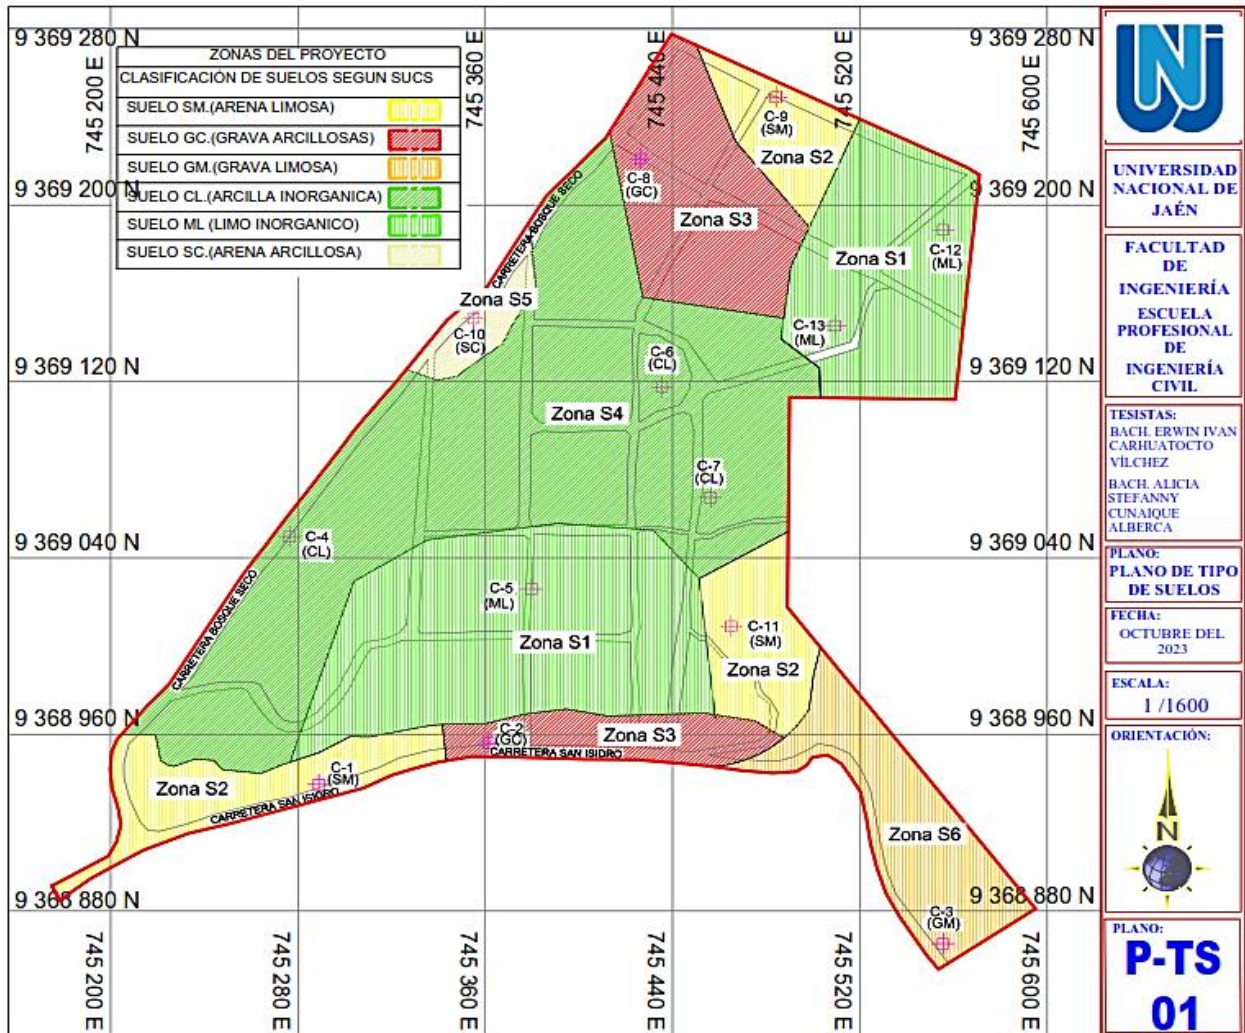 9 369 280 N
9 369 280 N
745 200 E
745 360 E
745 440 E
745 520 E
745 600 E
ZONAS DEL PROYECTO
CLASIFICACIÓN DE SUELOS SEGUN SUCS
SUELO SM.(ARENA LIMOSA)
SUELO GC.(GRAVA ARCILLOSAS)
SUELO GM.(GRAVA LIMOSA)
SUELO CL.(ARCILLA INORGANICA)
SUELO ML.(LIMO INORGANICO)
SUELO SC.(ARENA ARCILLOSA)
C-9
(SM)
Zona S2
C-8
(GC)
9 369 200 N
9 369 200 N
Zona S3
CARRETERA BOSQUE SECO
Zona S1
C-12
(ML)
Zona S5
C-10
(SC)
C-13
(ML)
C-6
(CL)
9 369 120 N
9 369 120 N
Zona S4
C-7
(CL)
C-4
(CL)
9 369 040 N
9 369 040 N
CARRETERA BOSQUE SECO
C-5
(ML)
Zona S1
C-11
(SM)
Zona S2
9 368 960 N
9 368 960 N
C-2
(GC)
Zona S3
CARRETERA SAN ISIDRO
C-1
(SM)
Zona S2
CARRETERA SAN ISIDRO
Zona S6
9 368 880 N
9 368 880 N
C-3
(GM)
745 200 E
745 280 E
745 360 E
745 440 E
745 520 E
745 600 E
UNJ
UNIVERSIDAD
NACIONAL DE
JAÉN
FACULTAD
DE
INGENIERÍA
ESCUELA
PROFESIONAL
DE
INGENIERÍA
CIVIL
TESISTAS:
BACH. ERWIN IVAN
CARHUATOCTO
VÍLCHEZ
BACH. ALICIA
STEFANNY
CUNAIQUE
ALBERCA
PLANO:
PLANO DE TIPO
DE SUELOS
FECHA:
OCTUBRE DEL
2023
ESCALA:
1 /1600
ORIENTACIÓN:
N
PLANO:
P-TS
01